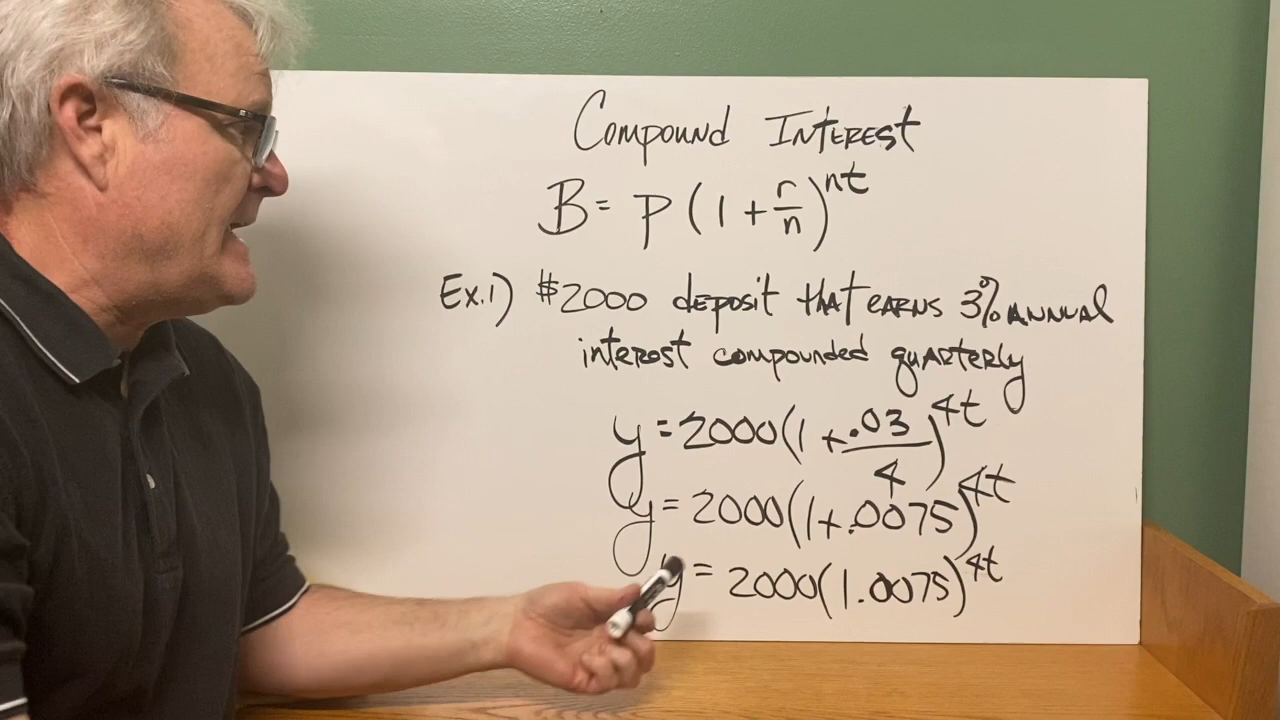 Compound Interest
B = P(1 + r/n)^nt
Ex.1) $2000 deposit that earns 3% annual
interest compounded quarterly
y = 2000(1 + .03/4)^4t
y = 2000(1 + .0075)^4t
y = 2000(1.0075)^4t